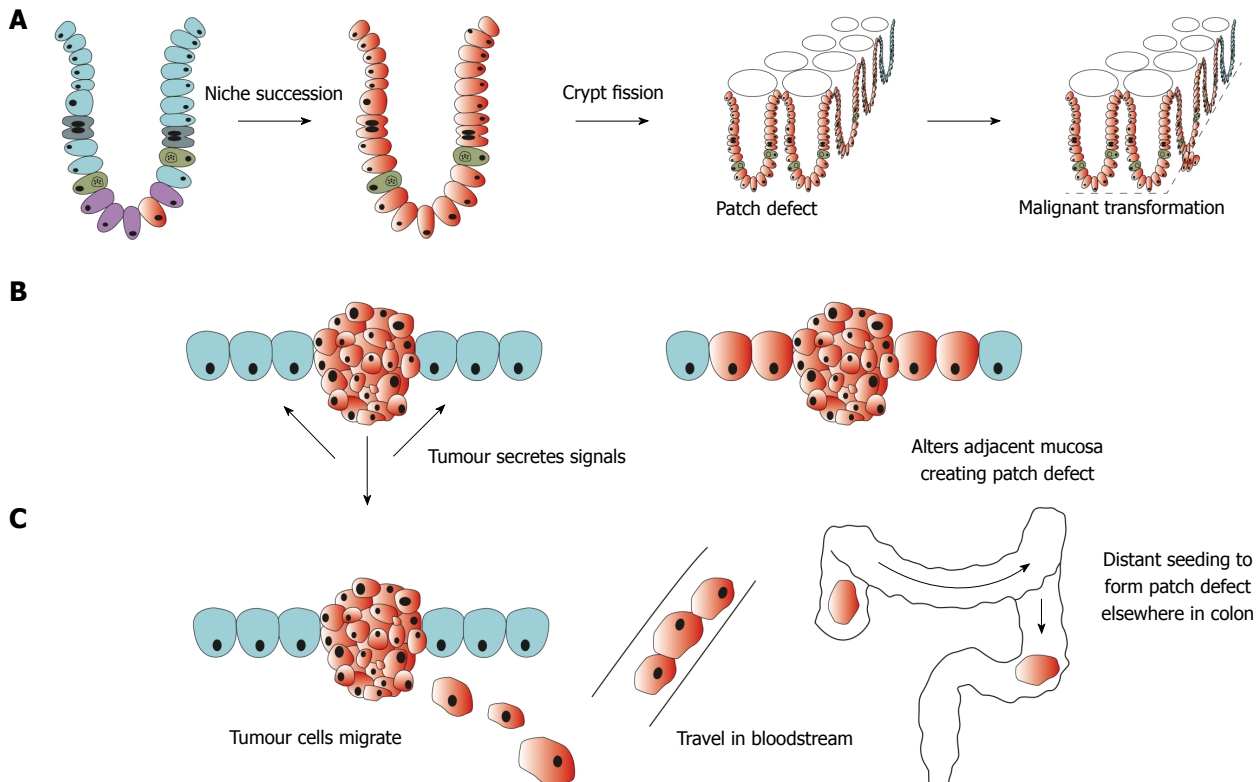 A
Niche succession
Crypt fission
Patch defect
Malignant transformation
B
Tumour secretes signals
Alters adjacent mucosa
creating patch defect
C
Tumour cells migrate
Travel in bloodstream
Distant seeding to
form patch defect
elsewhere in colon